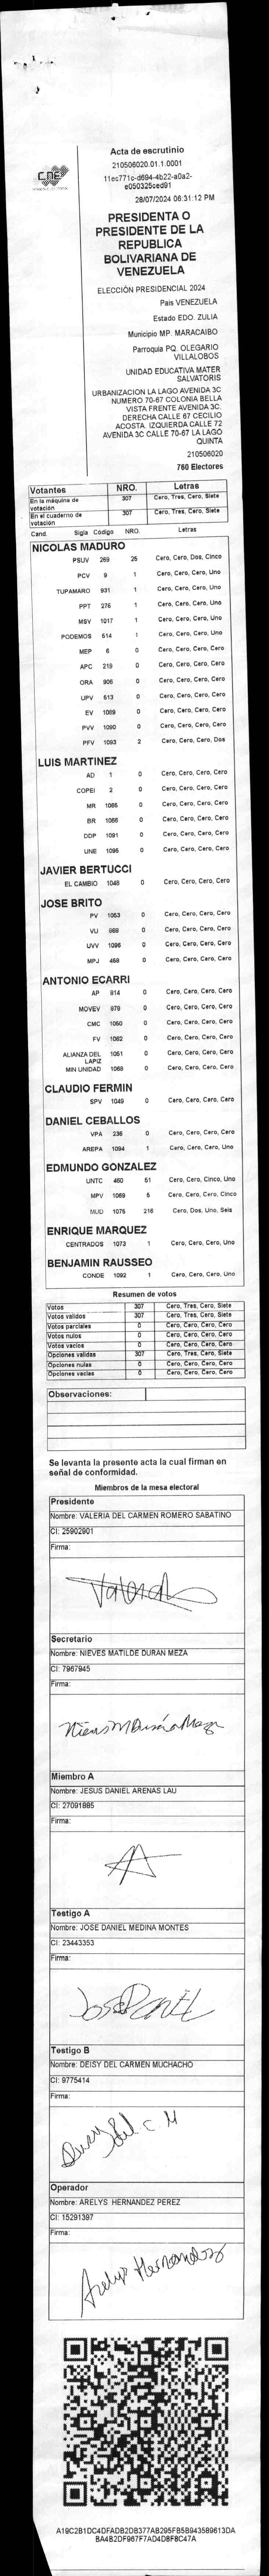 CNE
Acta de escrutinio
210506020.01.1.0001
11ec771c-d694-4b22-a0a2-
e050325ced91
28/07/2024 06:31:12 PM
PRESIDENTA O
PRESIDENTE DE LA
REPUBLICA
BOLIVARIANA DE
VENEZUELA
ELECCIÓN PRESIDENCIAL 2024
Pais VENEZUELA
Estado EDO. ZULIA
Municipio MP. MARACAIBO
Parroquia PQ. OLEGARIO
VILLALOBOS
UNIDAD EDUCATIVA MATER
SALVATORIS
URBANIZACION LA LAGO AVENIDA 3C
NUMERO 70-67 COLONIA BELLA
VISTA FRENTE AVENIDA 3C.
DERECHA CALLE 67 CECILIO
ACOSTA. IZQUIERDA CALLE 72
AVENIDA 3C CALLE 70-67 LA LAGO
QUINTA
210506020
760 Electores
Votantes NRO. Letras
En la máquina de votación 307 Cero, Tres, Cero, Siete
En el cuaderno de votación 307 Cero, Tres, Cero, Siete
Cand. Sigla Código NRO. Letras
NICOLAS MADURO
PSUV 269 25 Cero, Cero, Dos, Cinco
PCV 9 1 Cero, Cero, Cero, Uno
TUPAMARO 931 1 Cero, Cero, Cero, Uno
PPT 276 1 Cero, Cero, Cero, Uno
MSV 1017 1 Cero, Cero, Cero, Uno
PODEMOS 514 1 Cero, Cero, Cero, Uno
MEP 6 0 Cero, Cero, Cero, Cero
APC 219 0 Cero, Cero, Cero, Cero
ORA 906 0 Cero, Cero, Cero, Cero
UPV 613 0 Cero, Cero, Cero, Cero
EV 1089 0 Cero, Cero, Cero, Cero
PVV 1090 0 Cero, Cero, Cero, Cero
PFV 1093 2 Cero, Cero, Cero, Dos
LUIS MARTINEZ
AD 1 0 Cero, Cero, Cero, Cero
COPEI 2 0 Cero, Cero, Cero, Cero
MR 1065 0 Cero, Cero, Cero, Cero
BR 1066 0 Cero, Cero, Cero, Cero
DDP 1091 0 Cero, Cero, Cero, Cero
UNE 1095 0 Cero, Cero, Cero, Cero
JAVIER BERTUCCI
EL CAMBIO 1048 0 Cero, Cero, Cero, Cero
JOSE BRITO
PV 1053 0 Cero, Cero, Cero, Cero
VU 868 0 Cero, Cero, Cero, Cero
UVV 1096 0 Cero, Cero, Cero, Cero
MPJ 458 0 Cero, Cero, Cero, Cero
ANTONIO ECARRI
AP 814 0 Cero, Cero, Cero, Cero
MOVEV 979 0 Cero, Cero, Cero, Cero
CMC 1050 0 Cero, Cero, Cero, Cero
FV 1062 0 Cero, Cero, Cero, Cero
ALIANZA DEL LAPIZ 1051 0 Cero, Cero, Cero, Cero
MIN UNIDAD 1068 0 Cero, Cero, Cero, Cero
CLAUDIO FERMIN
SPV 1049 0 Cero, Cero, Cero, Cero
DANIEL CEBALLOS
VPA 236 0 Cero, Cero, Cero, Cero
AREPA 1094 1 Cero, Cero, Cero, Uno
EDMUNDO GONZALEZ
UNTC 460 51 Cero, Cero, Cinco, Uno
MPV 1069 5 Cero, Cero, Cero, Cinco
MUD 1075 216 Cero, Dos, Uno, Seis
ENRIQUE MARQUEZ
CENTRADOS 1073 1 Cero, Cero, Cero, Uno
BENJAMIN RAUSSEO
CONDE 1092 1 Cero, Cero, Cero, Uno
Resumen de votos
Votos 307 Cero, Tres, Cero, Siete
Votos validos 307 Cero, Tres, Cero, Siete
Votos parciales 0 Cero, Cero, Cero, Cero
Votos nulos 0 Cero, Cero, Cero, Cero
Votos vacios 0 Cero, Cero, Cero, Cero
Opciones validas 307 Cero, Tres, Cero, Siete
Opciones nulas 0 Cero, Cero, Cero, Cero
Opciones vacias 0 Cero, Cero, Cero, Cero
Observaciones:
Se levanta la presente acta la cual firman en
señal de conformidad.
Miembros de la mesa electoral
Presidente
Nombre: VALERIA DEL CARMEN ROMERO SABATINO
CI: 25902901
Firma:
Secretario
Nombre: NIEVES MATILDE DURAN MEZA
CI: 7967945
Firma:
Nieves M Durán Meza
Miembro A
Nombre: JESUS DANIEL ARENAS LAU
CI: 27091885
Firma:
Testigo A
Nombre: JOSE DANIEL MEDINA MONTES
CI: 23443353
Firma:
Testigo B
Nombre: DEISY DEL CARMEN MUCHACHO
CI: 9775414
Firma:
Deisy del C. M
Operador
Nombre: ARELYS HERNANDEZ PEREZ
CI: 15291397
Firma:
Arelys Hernandez
A19C2B1DC4DFADB2DB377AB295FB5B943589613DA
BA4B2DF967F7AD4D8F8C47A